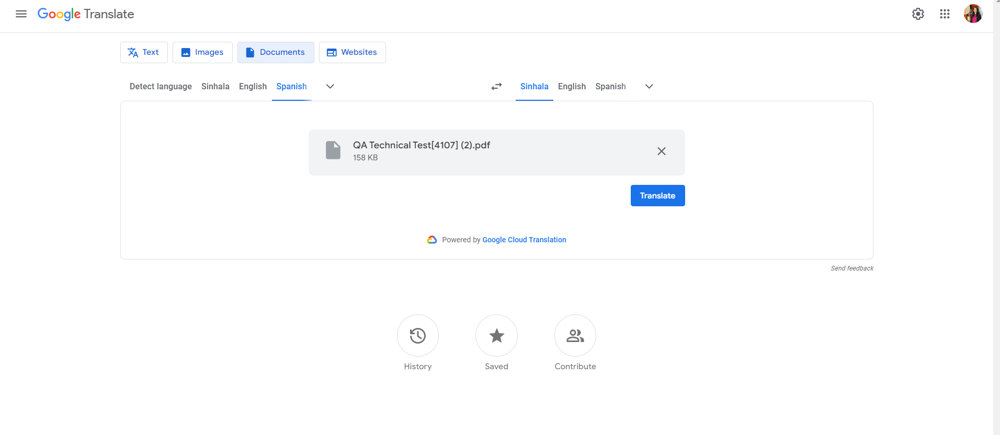 Google Translate
Text Images Documents Websites
Detect language Sinhala English Spanish Sinhala English Spanish
QA Technical Test[4107] (2).pdf
158 KB
Translate
Powered by Google Cloud Translation
Send feedback
History Saved Contribute